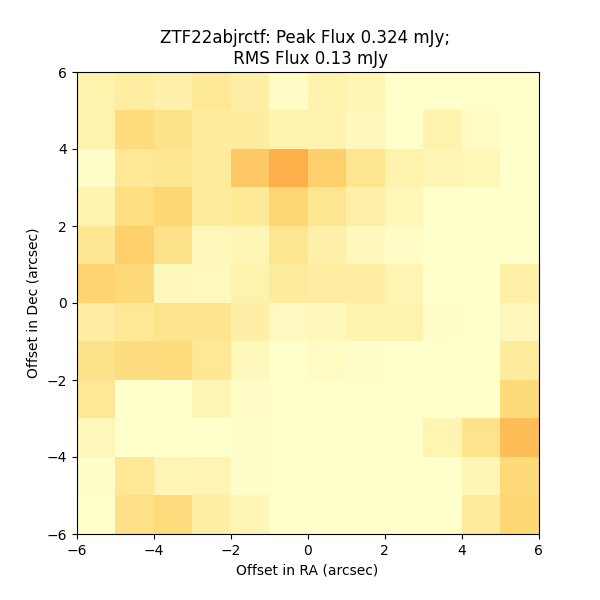 ZTF22abjrctf: Peak Flux 0.324 mJy;
RMS Flux 0.13 mJy
6
4
2
0
−2
−4
−6
Offset in Dec (arcsec)
−6 −4 −2 0 2 4 6
Offset in RA (arcsec)